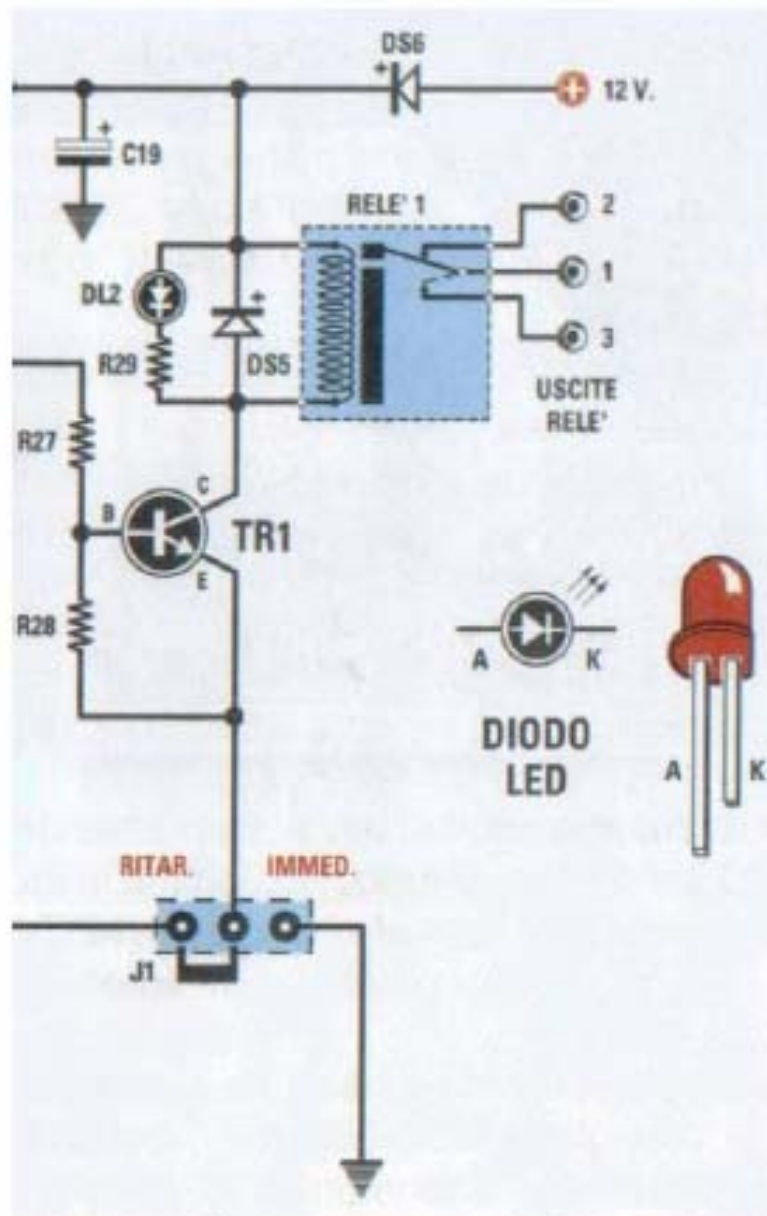 DS6
+
12 V.
+
C19
RELE' 1
2
1
3
DL2
+
R29
DS5
USCITE
RELE'
R27
C
B
TR1
E
R28
A
K
DIODO
LED
A
K
RITAR.
IMMED.
J1